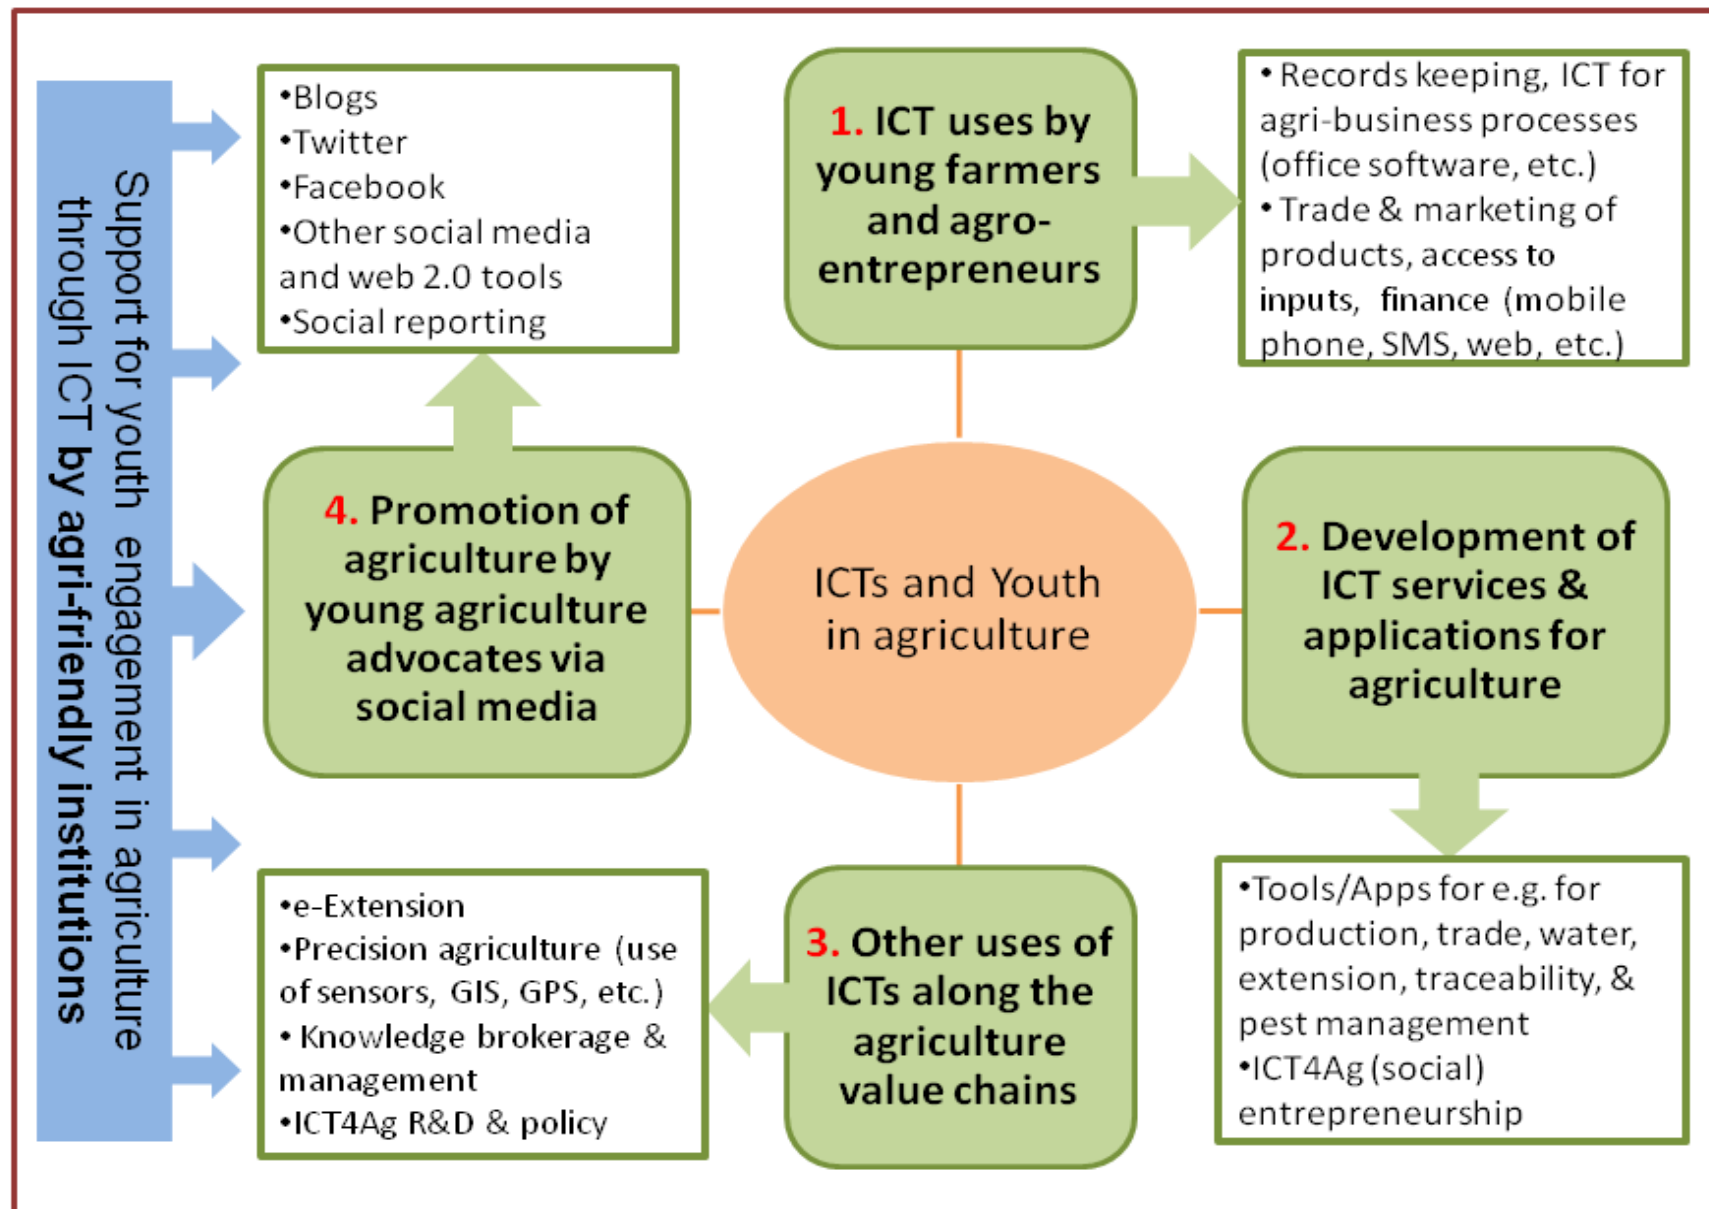 Support for youth engagement in agriculture
through ICT by agri-friendly institutions
•Blogs
•Twitter
•Facebook
•Other social media
and web 2.0 tools
•Social reporting
1. ICT uses by
young farmers
and agro-
entrepreneurs
• Records keeping, ICT for
agri-business processes
(office software, etc.)
• Trade & marketing of
products, access to
inputs, finance (mobile
phone, SMS, web, etc.)
4. Promotion of
agriculture by
young agriculture
advocates via
social media
ICTs and Youth
in agriculture
2. Development of
ICT services &
applications for
agriculture
•e-Extension
•Precision agriculture (use
of sensors, GIS, GPS, etc.)
• Knowledge brokerage &
management
•ICT4Ag R&D & policy
3. Other uses of
ICTs along the
agriculture
value chains
•Tools/Apps for e.g. for
production, trade, water,
extension, traceability, &
pest management
•ICT4Ag (social)
entrepreneurship